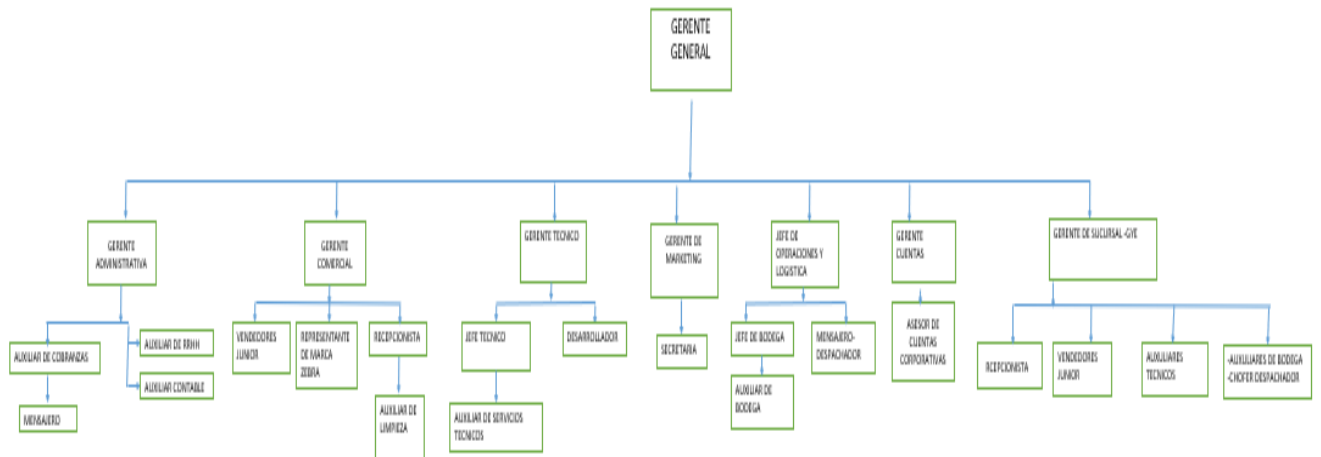 GERENTE
GENERAL
GERENTE
ADMINISTRATIVA
GERENTE
COMERCIAL
GERENTE TECNICO
GERENTE DE
MARKETING
JEFE DE
OPERACIONES Y
LOGISTICA
GERENTE
CUENTAS
GERENTE DE SUCURSAL -GYE
AUXILIAR DE COBRANZAS
AUXILIAR DE RRHH
AUXILIAR CONTABLE
MENSAJERO
VENDEDORES
JUNIOR
REPRESENTANTE
DE MARCA
ZEBRA
RECEPCIONISTA
AUXILIAR DE
LIMPIEZA
JEFE TECNICO
DESARROLLADOR
AUXILIAR DE SERVICIOS
TECNICOS
SECRETARIA
JEFE DE BODEGA
MENSAJERO-
DESPACHADOR
AUXILIAR DE
BODEGA
ASESOR DE
CUENTAS
CORPORATIVAS
RCEPCIONISTA
VENDEDORES
JUNIOR
AUXULIARES
TECNICOS
-AUXULIARES DE BODEGA
-CHOFER DESPACHADOR